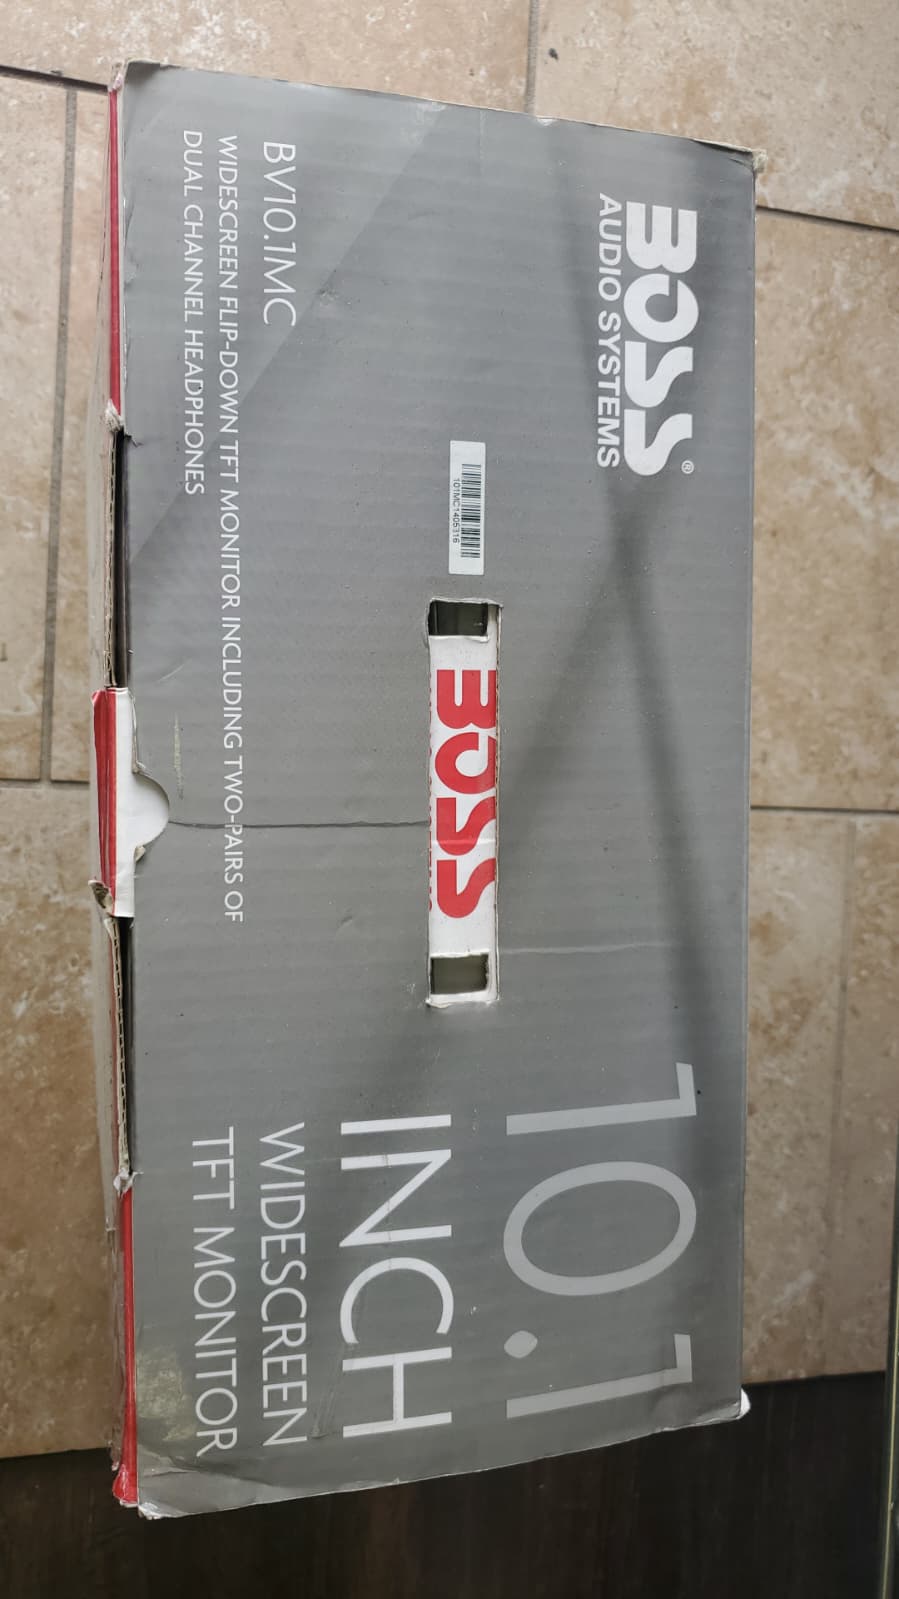 BOSS®
AUDIO SYSTEMS
BV10.1MC
WIDESCREEN FLIP-DOWN TFT MONITOR INCLUDING TWO-PAIRS OF
DUAL CHANNEL HEADPHONES
101MC1405316
BOSS
10.1
INCH
WIDESCREEN
TFT MONITOR